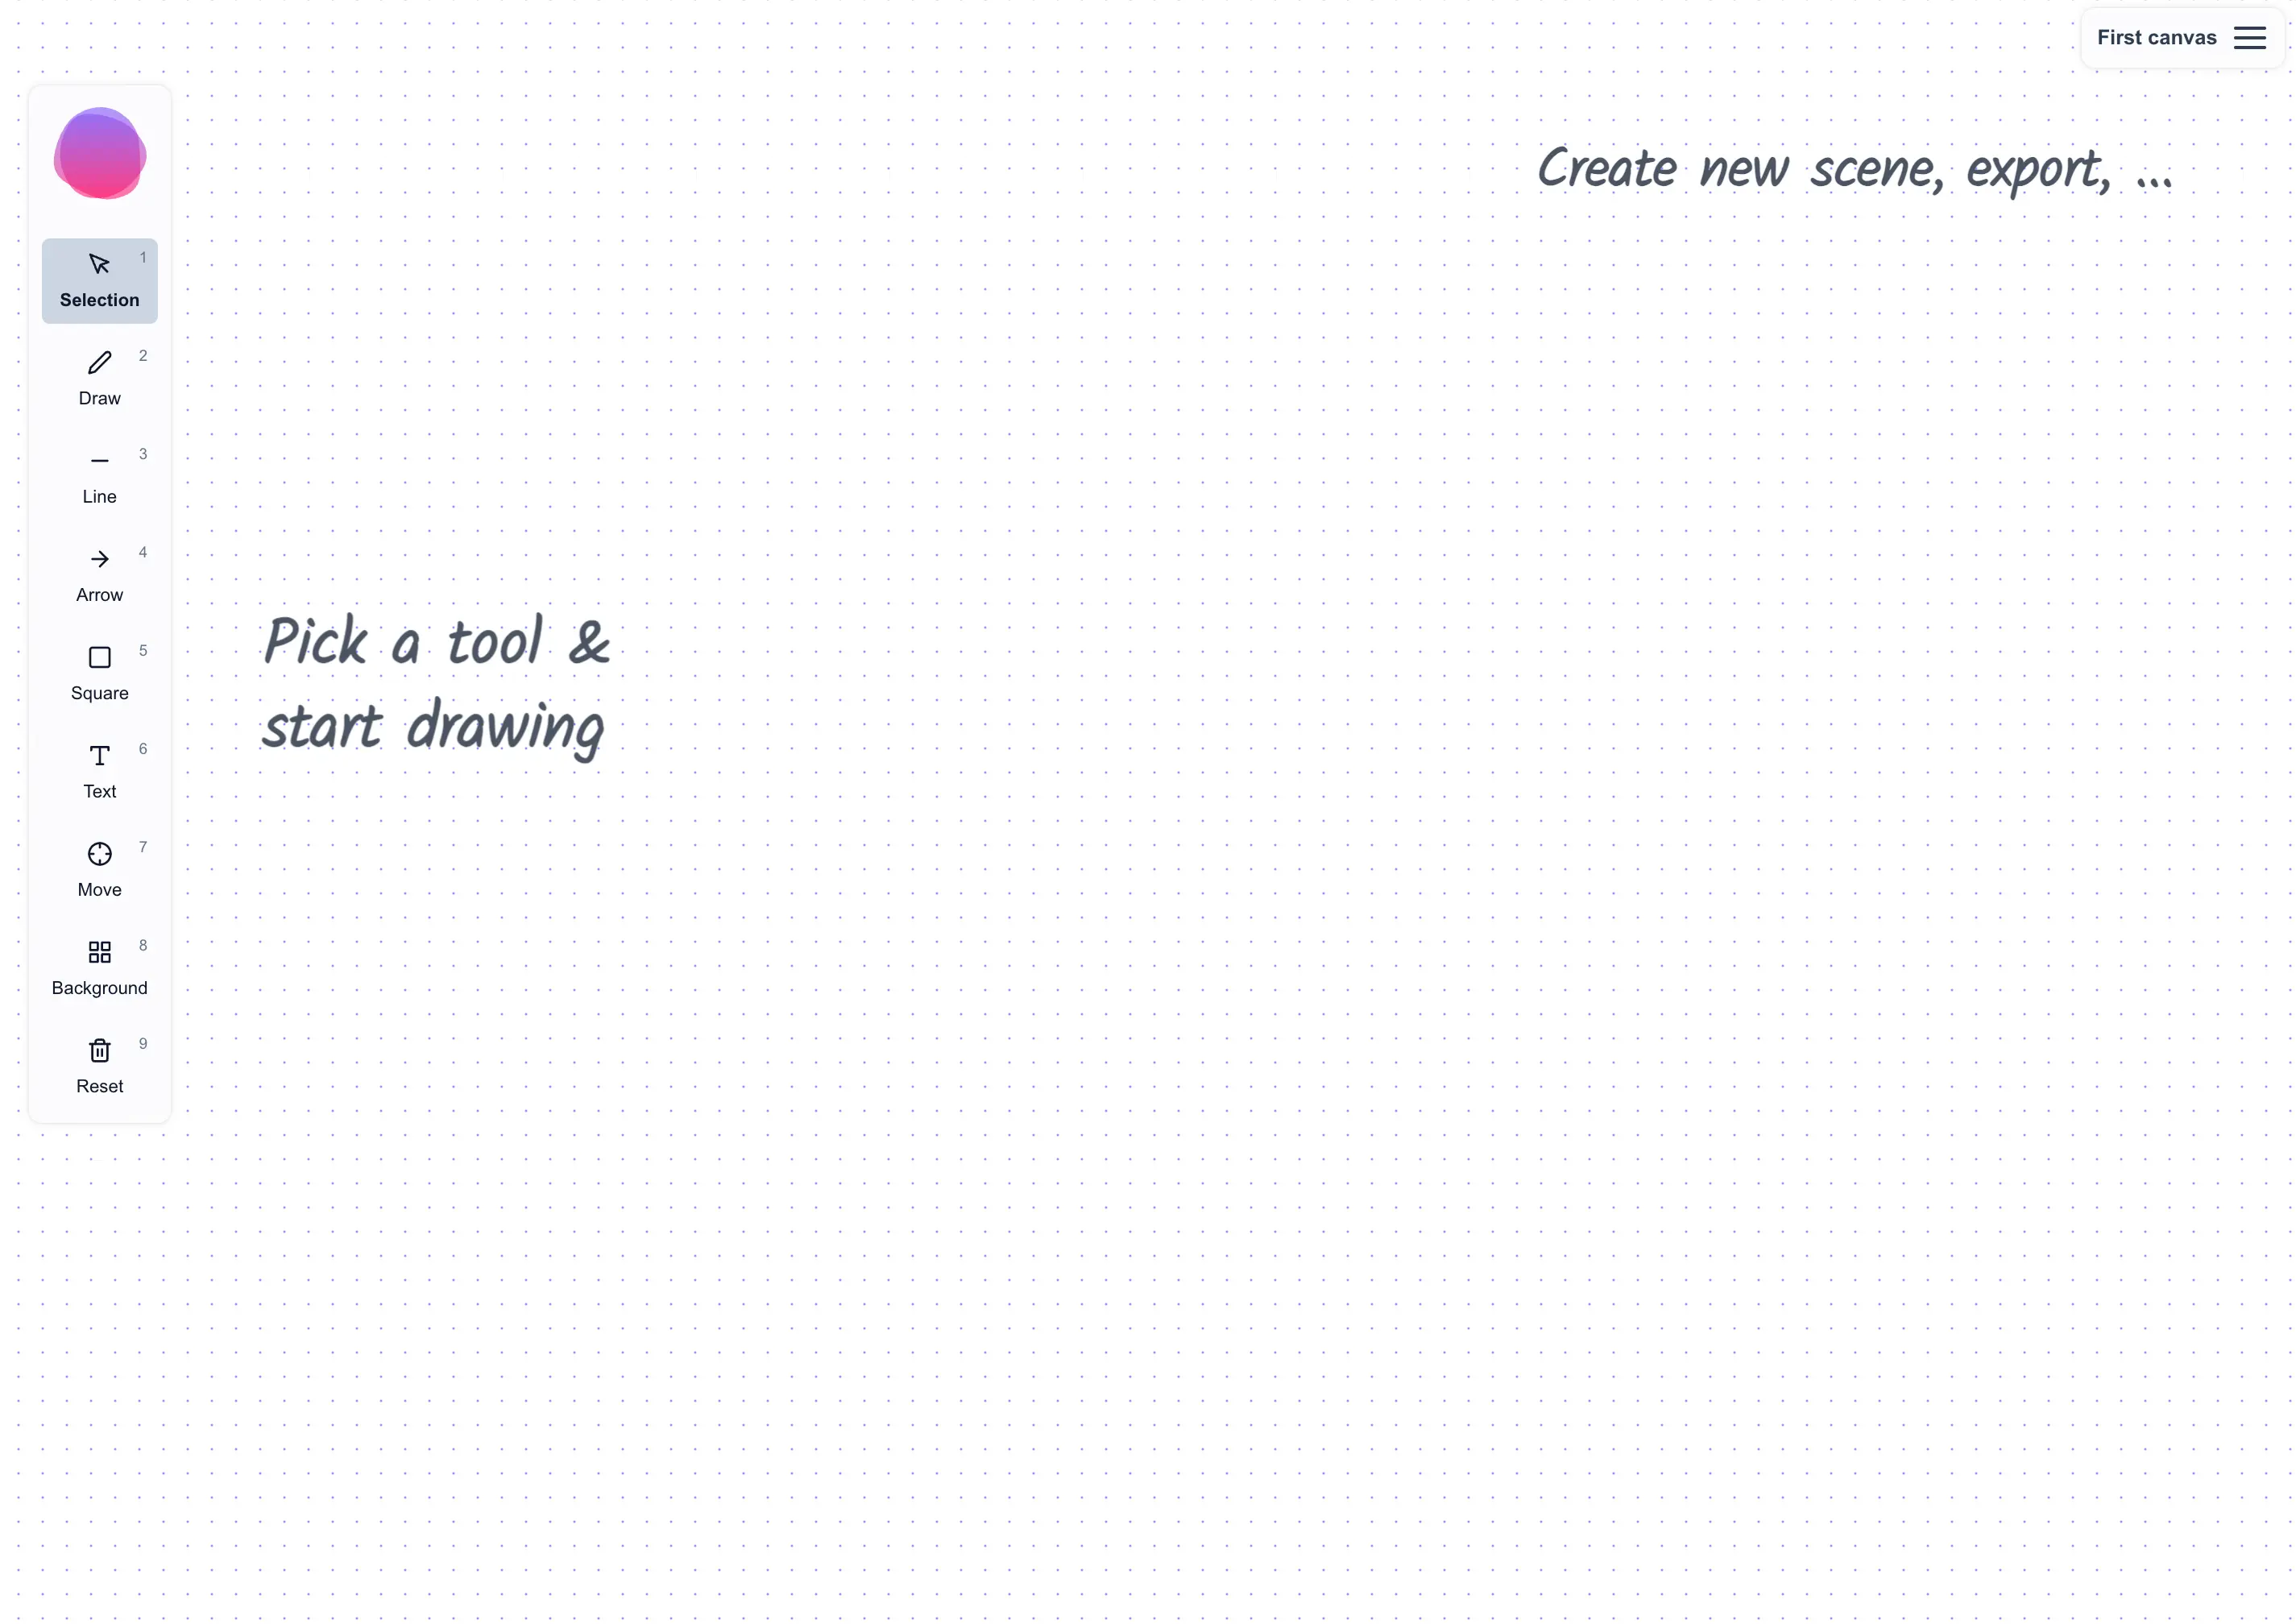 First canvas
Create new scene, export, ...
1
Selection
2
Draw
3
Line
4
Arrow
5
Square
6
Text
7
Move
8
Background
9
Reset
Pick a tool &
start drawing